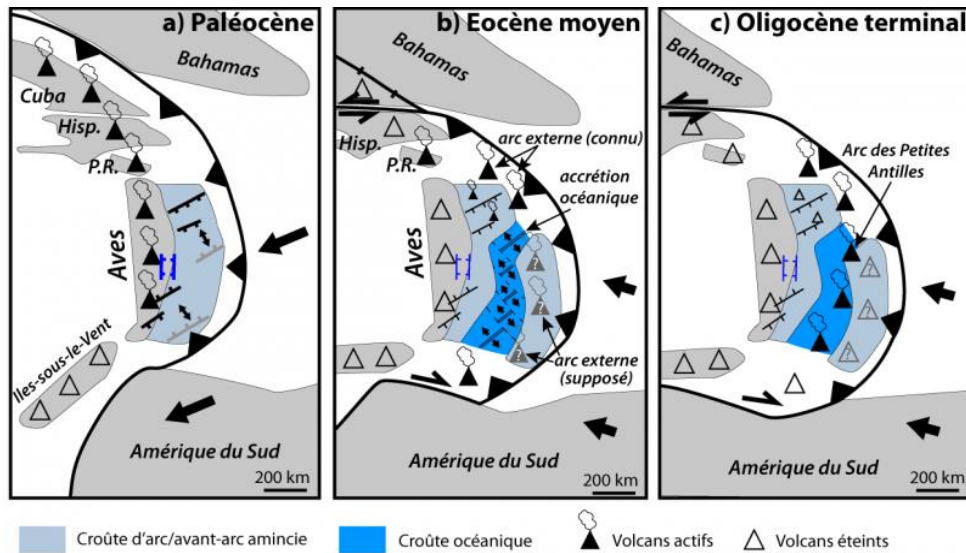 a) Paléocène
Bahamas
Cuba
Hisp.
P.R.
Aves
Iles-sous-le-Vent
Amérique du Sud
200 km
b) Eocène moyen
Bahamas
Hisp.
P.R.
arc externe (connu)
accrétion
océanique
Aves
?
?
?
arc externe
(supposé)
Amérique du Sud
200 km
c) Oligocène terminal
Bahamas
Arc des Petites
Antilles
?
?
?
Amérique du Sud
200 km
Croûte d'arc/avant-arc amincie
Croûte océanique
Volcans actifs
Volcans éteints